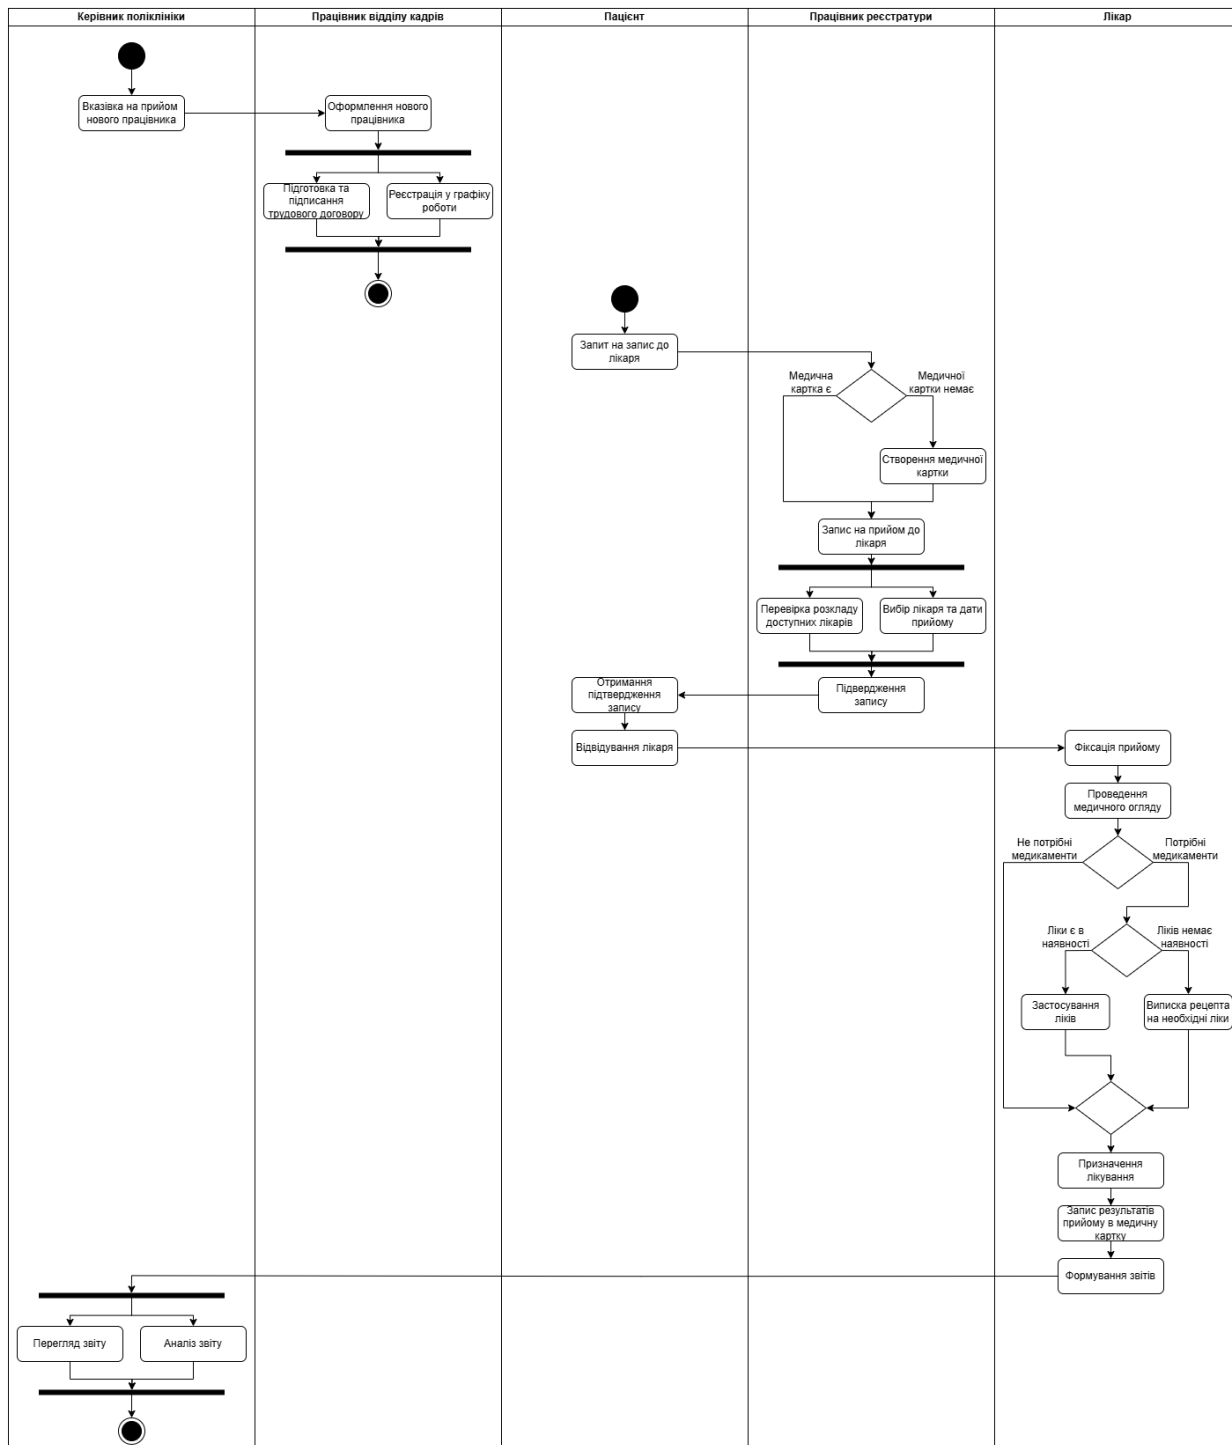 Керівник поліклініки
Працівник відділу кадрів
Пацієнт
Працівник реєстратури
Лікар
Вказівка на прийом
нового працівника
Оформлення нового
працівника
Підготовка та
підписання
трудового договору
Реєстрація у графіку
роботи
Запит на запис до
лікаря
Медична
картка є
Медичної
картки немає
Створення медичної
картки
Запис на прийом до
лікаря
Перевірка розкладу
доступних лікарів
Вибір лікаря та дати
прийому
Отримання
підтвердження
запису
Підвердження
запису
Відвідування лікаря
Фіксація прийому
Проведення
медичного огляду
Не потрібні
медикаменти
Потрібні
медикаменти
Ліки є в
наявності
Ліків немає
наявності
Застосування
ліків
Виписка рецепта
на необхідні ліки
Призначення
лікування
Запис результатів
прийому в медичну
картку
Формування звітів
Перегляд звіту
Аналіз звіту